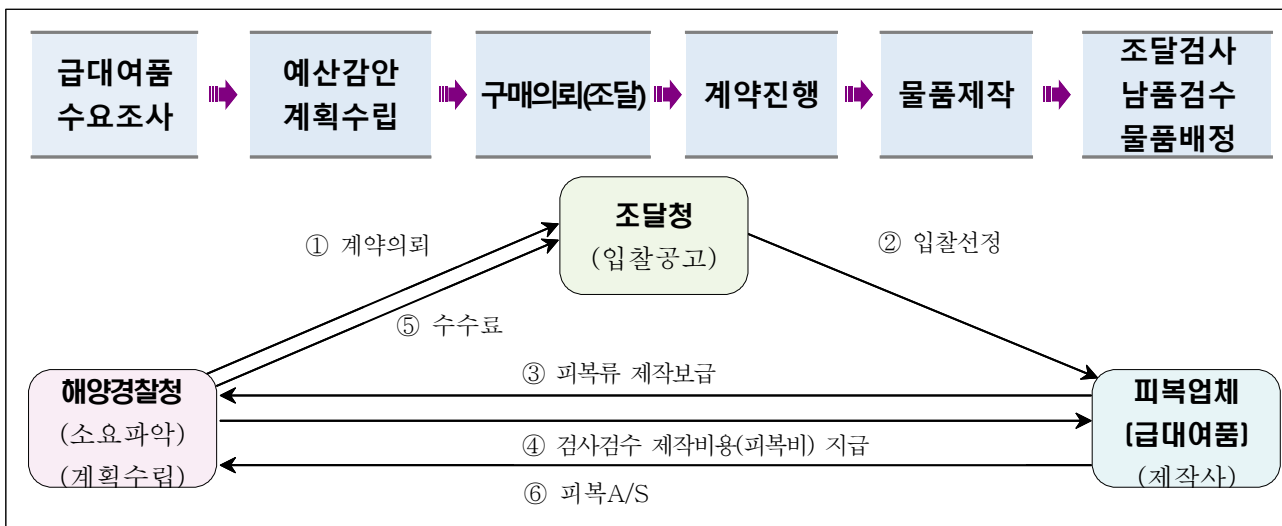 급대여품
수요조사
예산감안
계획수립
구매의뢰(조달)
계약진행
물품제작
조달검사
남품검수
물품배정
조달청
(입찰공고)
① 계약의뢰
② 입찰선정
⑤ 수수료
③ 피복류 제작보급
해양경찰청
(소요파악)
(계획수립)
④ 검사검수 제작비용(피복비) 지급
⑥ 피복A/S
피복업체
(급대여품)
(제작사)